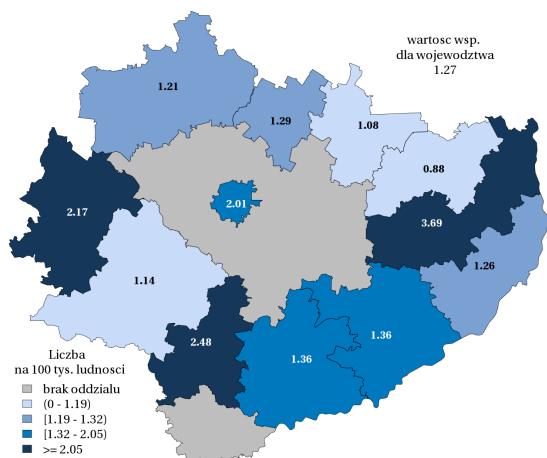 wartosc wsp.
dla wojewodztwa
1.27
1.21
1.29
1.08
0.88
2.17
2.01
3.69
1.26
1.14
2.48
1.36
1.36
Liczba
na 100 tys. ludnosci
brak oddzialu
(0 - 1.19)
[1.19 - 1.32)
[1.32 - 2.05)
>= 2.05